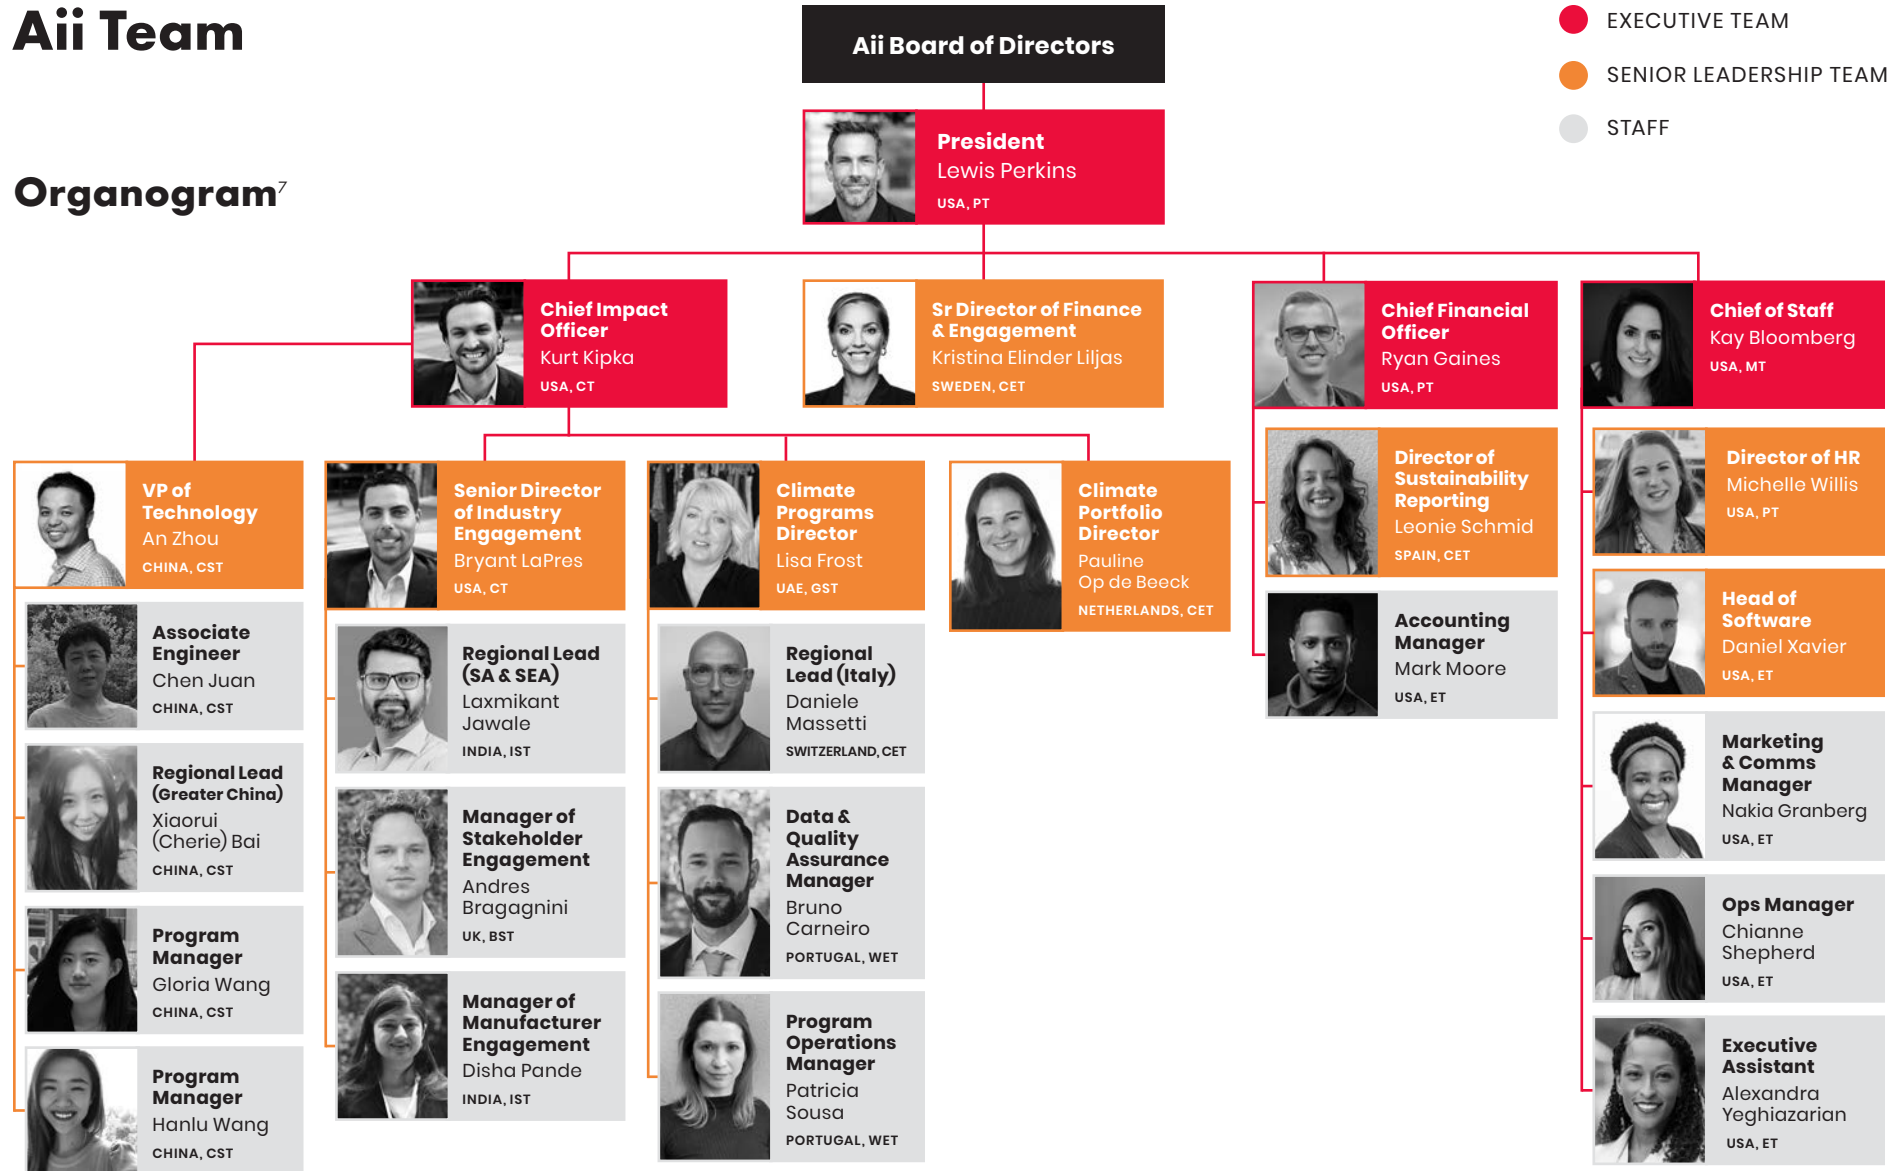 Aii Team
Aii Board of Directors
EXECUTIVE TEAM
SENIOR LEADERSHIP TEAM
STAFF
Organogram⁷
President
Lewis Perkins
USA, PT
Chief Impact
Officer
Kurt Kipka
USA, CT
Sr Director of Finance
& Engagement
Kristina Elinder Liljas
SWEDEN, CET
Chief Financial
Officer
Ryan Gaines
USA, PT
Chief of Staff
Kay Bloomberg
USA, MT
VP of
Technology
An Zhou
CHINA, CST
Associate
Engineer
Chen Juan
CHINA, CST
Regional Lead
(Greater China)
Xiaorui
(Cherie) Bai
CHINA, CST
Program
Manager
Gloria Wang
CHINA, CST
Program
Manager
Hanlu Wang
CHINA, CST
Senior Director
of Industry
Engagement
Bryant LaPres
USA, CT
Regional Lead
(SA & SEA)
Laxmikant
Jawale
INDIA, IST
Manager of
Stakeholder
Engagement
Andres
Bragagnini
UK, BST
Manager of
Manufacturer
Engagement
Disha Pande
INDIA, IST
Climate
Programs
Director
Lisa Frost
UAE, GST
Regional
Lead (Italy)
Daniele
Massetti
SWITZERLAND, CET
Data &
Quality
Assurance
Manager
Bruno
Carneiro
PORTUGAL, WET
Program
Operations
Manager
Patricia
Sousa
PORTUGAL, WET
Climate
Portfolio
Director
Pauline
Op de Beeck
NETHERLANDS, CET
Director of
Sustainability
Reporting
Leonie Schmid
SPAIN, CET
Accounting
Manager
Mark Moore
USA, ET
Director of HR
Michelle Willis
USA, PT
Head of
Software
Daniel Xavier
USA, ET
Marketing
& Comms
Manager
Nakia Granberg
USA, ET
Ops Manager
Chianne
Shepherd
USA, ET
Executive
Assistant
Alexandra
Yeghiazarian
USA, ET